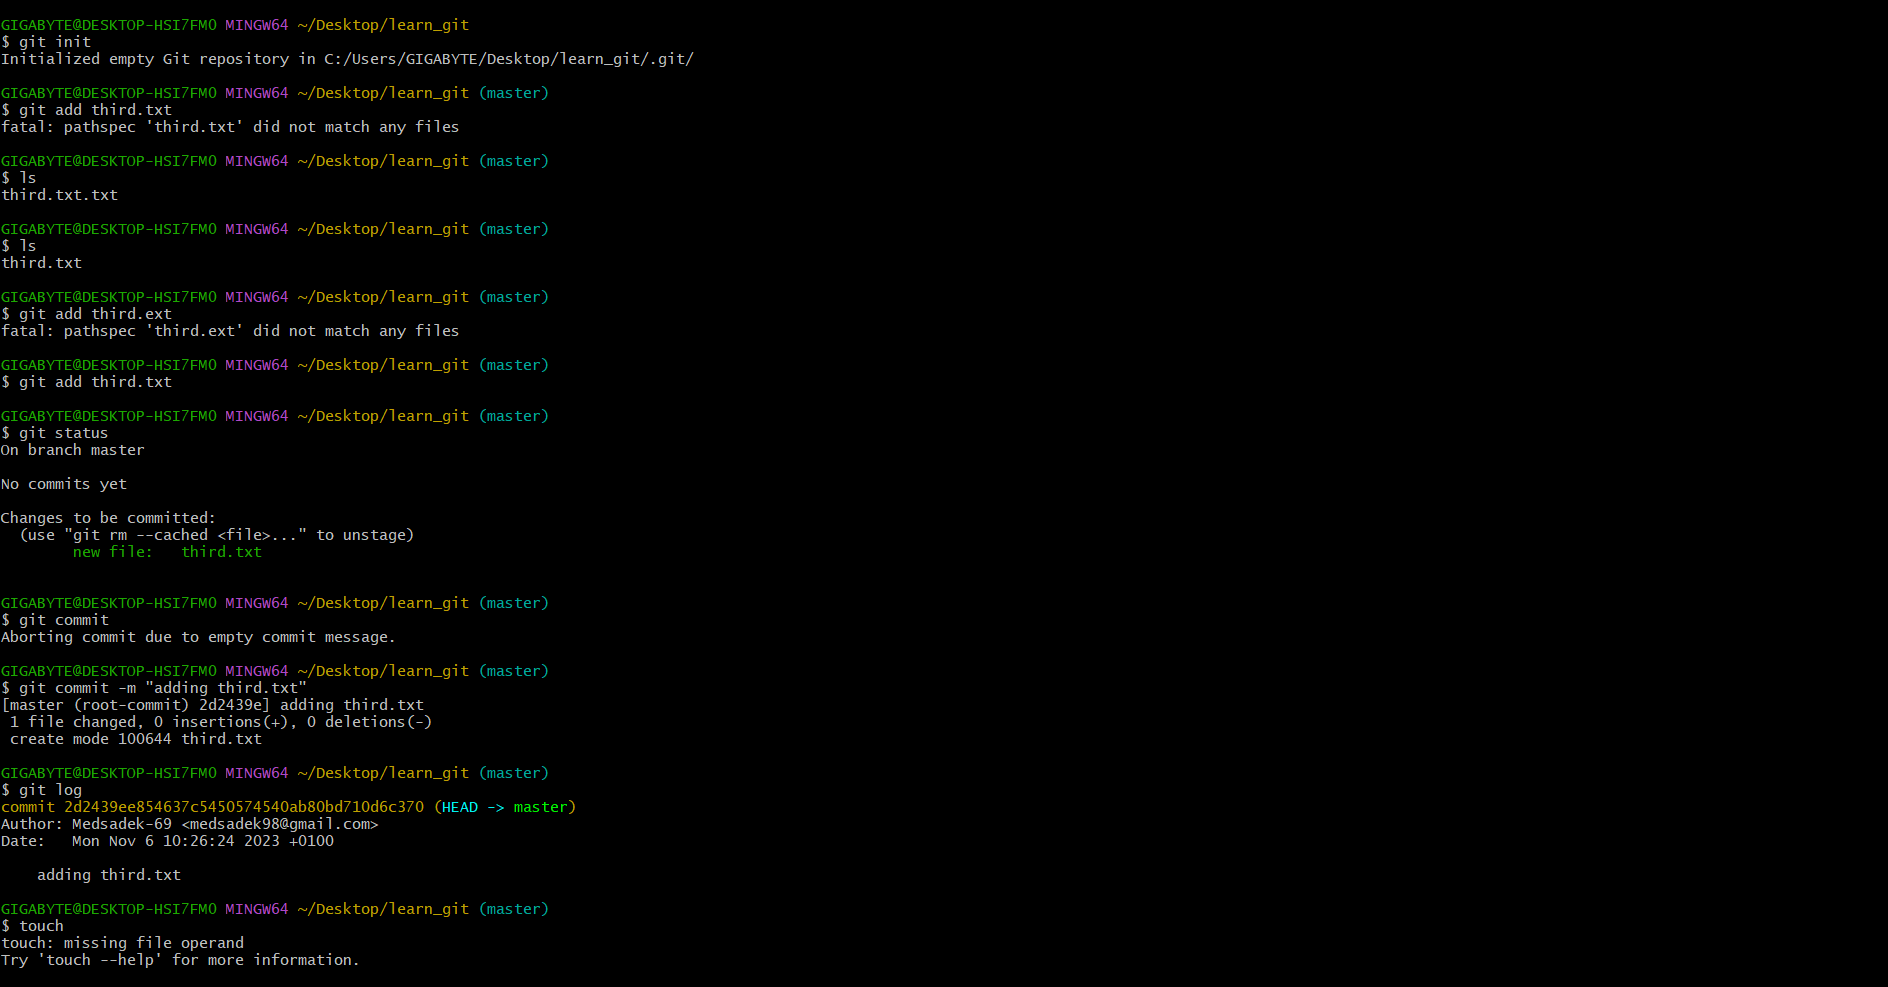 GIGABYTE@DESKTOP-HSI7FM0 MINGW64 ~/Desktop/learn_git
$ git init
Initialized empty Git repository in C:/Users/GIGABYTE/Desktop/learn_git/.git/
GIGABYTE@DESKTOP-HSI7FM0 MINGW64 ~/Desktop/learn_git (master)
$ git add third.txt
fatal: pathspec 'third.txt' did not match any files
GIGABYTE@DESKTOP-HSI7FM0 MINGW64 ~/Desktop/learn_git (master)
$ ls
third.txt.txt
GIGABYTE@DESKTOP-HSI7FM0 MINGW64 ~/Desktop/learn_git (master)
$ ls
third.txt
GIGABYTE@DESKTOP-HSI7FM0 MINGW64 ~/Desktop/learn_git (master)
$ git add third.ext
fatal: pathspec 'third.ext' did not match any files
GIGABYTE@DESKTOP-HSI7FM0 MINGW64 ~/Desktop/learn_git (master)
$ git add third.txt
GIGABYTE@DESKTOP-HSI7FM0 MINGW64 ~/Desktop/learn_git (master)
$ git status
On branch master
No commits yet
Changes to be committed:
  (use "git rm --cached <file>..." to unstage)
        new file:   third.txt
GIGABYTE@DESKTOP-HSI7FM0 MINGW64 ~/Desktop/learn_git (master)
$ git commit
Aborting commit due to empty commit message.
GIGABYTE@DESKTOP-HSI7FM0 MINGW64 ~/Desktop/learn_git (master)
$ git commit -m "adding third.txt"
[master (root-commit) 2d2439e] adding third.txt
 1 file changed, 0 insertions(+), 0 deletions(-)
 create mode 100644 third.txt
GIGABYTE@DESKTOP-HSI7FM0 MINGW64 ~/Desktop/learn_git (master)
$ git log
commit 2d2439ee854637c5450574540ab80bd710d6c370 (HEAD -> master)
Author: Medsadek-69 <medsadek98@gmail.com>
Date:   Mon Nov 6 10:26:24 2023 +0100
    adding third.txt
GIGABYTE@DESKTOP-HSI7FM0 MINGW64 ~/Desktop/learn_git (master)
$ touch
touch: missing file operand
Try 'touch --help' for more information.